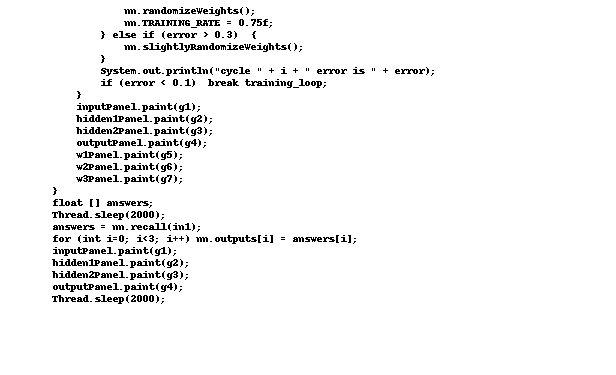 nn.randomizeWeights();
nn.TRAINING_RATE = 0.75f;
} else if (error > 0.3)  {
nn.slightlyRandomizeWeights();
}
System.out.println("cycle " + i + " error is " + error);
if (error < 0.1)  break training_loop;
}
inputPanel.paint(g1);
hidden1Panel.paint(g2);
hidden2Panel.paint(g3);
outputPanel.paint(g4);
w1Panel.paint(g5);
w2Panel.paint(g6);
w3Panel.paint(g7);
}
float [] answers;
Thread.sleep(2000);
answers = nn.recall(in1);
for (int i=0; i<3; i++) nn.outputs[i] = answers[i];
inputPanel.paint(g1);
hidden1Panel.paint(g2);
hidden2Panel.paint(g3);
outputPanel.paint(g4);
Thread.sleep(2000);